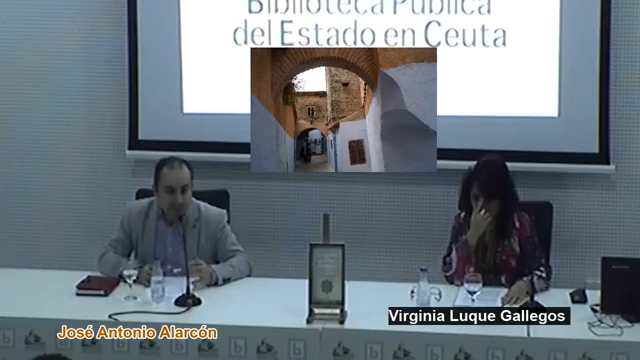 Biblioteca Pública
del Estado en Ceuta
José Antonio Alarcón
Virginia Luque Gallegos